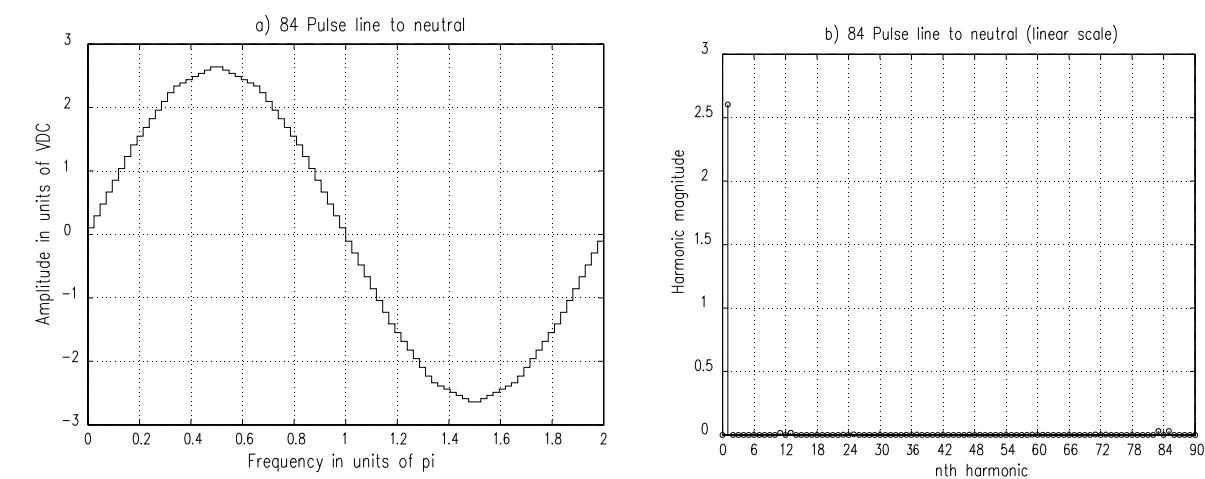 a) 84 Pulse line to neutral
3
2
1
0
−1
−2
−3
Amplitude in units of VDC
0 0.2 0.4 0.6 0.8 1 1.2 1.4 1.6 1.8 2
Frequency in units of pi
b) 84 Pulse line to neutral (linear scale)
3
2.5
2
1.5
1
0.5
0
Harmonic magnitude
0 6 12 18 24 30 36 42 48 54 60 66 72 78 84 90
nth harmonic